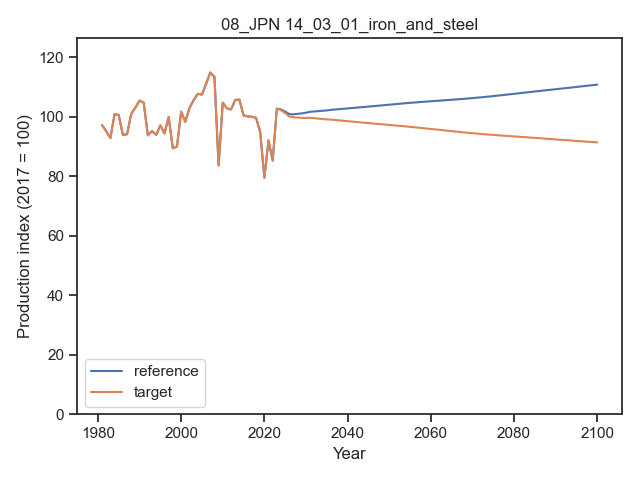 08_JPN 14_03_01_iron_and_steel
Production index (2017 = 100)
120
100
80
60
40
20
0
reference
target
1980
2000
2020
2040
2060
2080
2100
Year